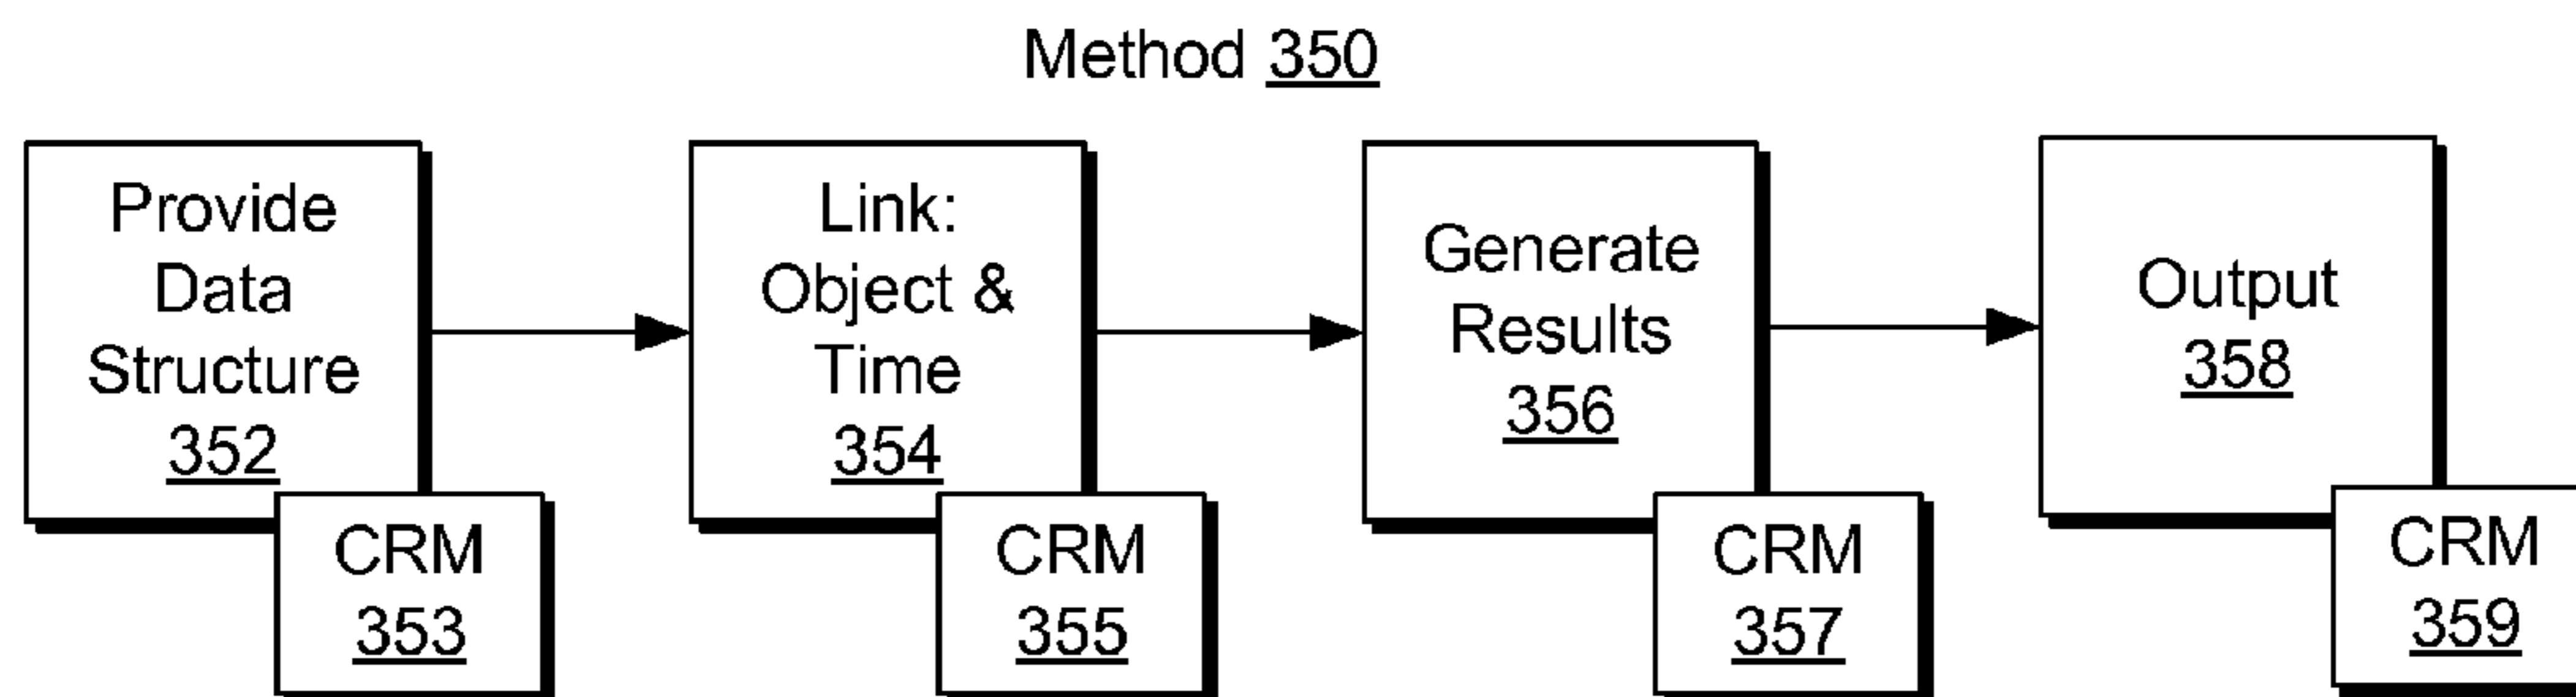 Method 350
Provide
Data
Structure
352
CRM
353
Link:
Object &
Time
354
CRM
355
Generate
Results
356
CRM
357
Output
358
CRM
359